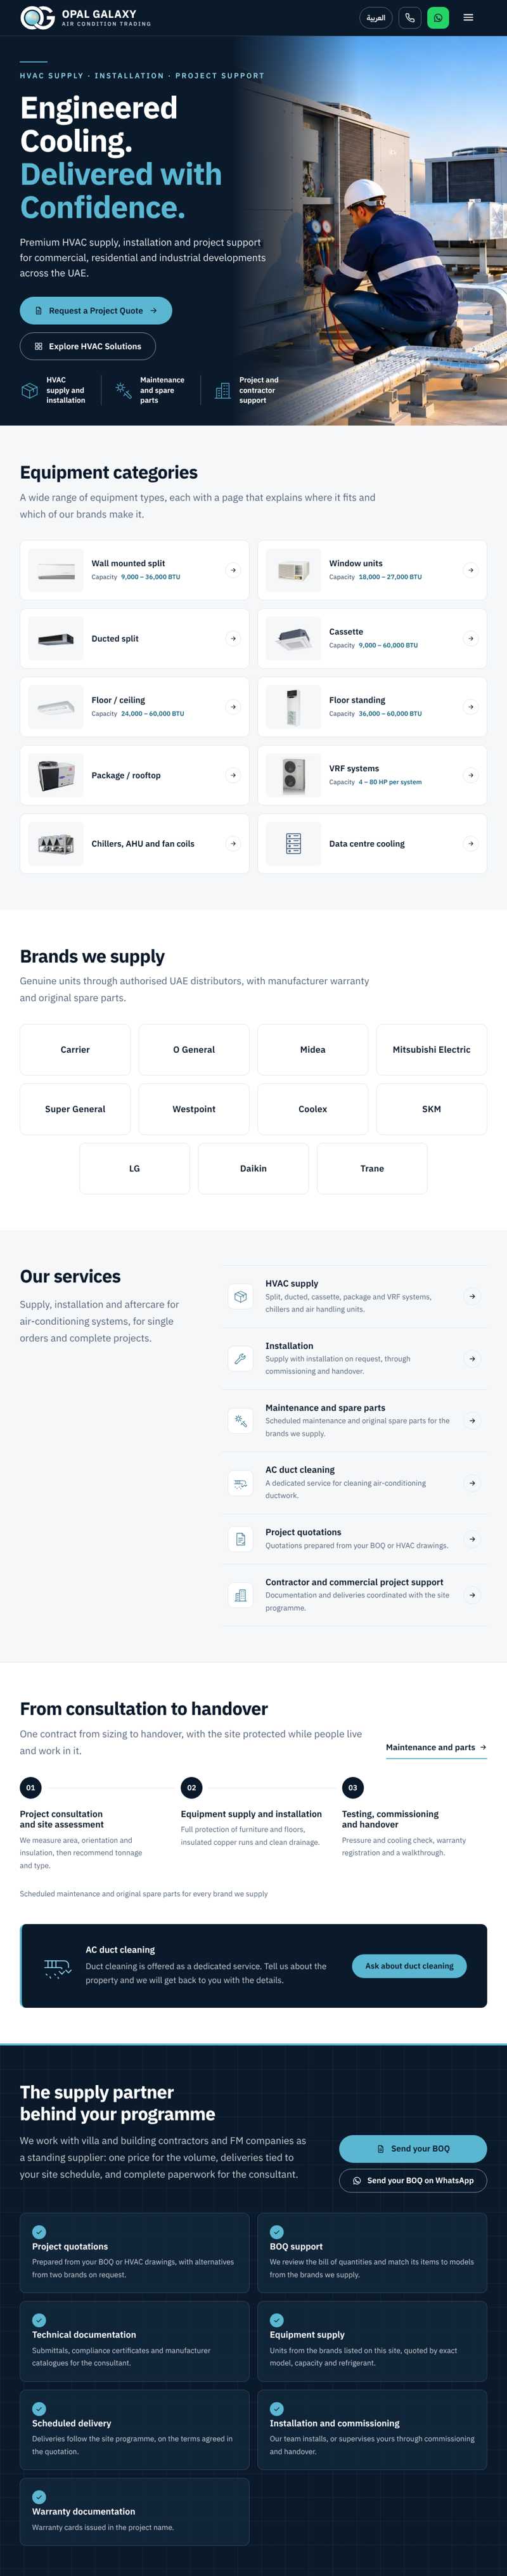 OPAL GALAXY
AIR CONDITION TRADING
العربية
HVAC SUPPLY · INSTALLATION · PROJECT SUPPORT
Engineered
Cooling.
Delivered with
Confidence.
Premium HVAC supply, installation and project support
for commercial, residential and industrial developments
across the UAE.
Request a Project Quote →
Explore HVAC Solutions
HVAC
supply and
installation
Maintenance
and spare
parts
Project and
contractor
support
Equipment categories
A wide range of equipment types, each with a page that explains where it fits and
which of our brands make it.
Wall mounted split
Capacity 9,000 – 36,000 BTU
Window units
Capacity 18,000 – 27,000 BTU
Ducted split
Cassette
Capacity 9,000 – 60,000 BTU
Floor / ceiling
Capacity 24,000 – 60,000 BTU
Floor standing
Capacity 36,000 – 60,000 BTU
Package / rooftop
VRF systems
Capacity 4 – 80 HP per system
Chillers, AHU and fan coils
Data centre cooling
Brands we supply
Genuine units through authorised UAE distributors, with manufacturer warranty
and original spare parts.
Carrier
O General
Midea
Mitsubishi Electric
Super General
Westpoint
Coolex
SKM
LG
Daikin
Trane
Our services
Supply, installation and aftercare for
air-conditioning systems, for single
orders and complete projects.
HVAC supply
Split, ducted, cassette, package and VRF systems,
chillers and air handling units.
Installation
Supply with installation on request, through
commissioning and handover.
Maintenance and spare parts
Scheduled maintenance and original spare parts for the
brands we supply.
AC duct cleaning
A dedicated service for cleaning air-conditioning
ductwork.
Project quotations
Quotations prepared from your BOQ or HVAC drawings.
Contractor and commercial project support
Documentation and deliveries coordinated with the site
programme.
From consultation to handover
One contract from sizing to handover, with the site protected while people live
and work in it.
Maintenance and parts →
01
Project consultation
and site assessment
We measure area, orientation and
insulation, then recommend tonnage
and type.
02
Equipment supply and installation
Full protection of furniture and floors,
insulated copper runs and clean drainage.
03
Testing, commissioning
and handover
Pressure and cooling check, warranty
registration and a walkthrough.
Scheduled maintenance and original spare parts for every brand we supply
AC duct cleaning
Duct cleaning is offered as a dedicated service. Tell us about the
property and we will get back to you with the details.
Ask about duct cleaning
The supply partner
behind your programme
We work with villa and building contractors and FM companies as
a standing supplier: one price for the volume, deliveries tied to
your site schedule, and complete paperwork for the consultant.
Send your BOQ
Send your BOQ on WhatsApp
Project quotations
Prepared from your BOQ or HVAC drawings, with alternatives
from two brands on request.
BOQ support
We review the bill of quantities and match its items to models
from the brands we supply.
Technical documentation
Submittals, compliance certificates and manufacturer
catalogues for the consultant.
Equipment supply
Units from the brands listed on this site, quoted by exact
model, capacity and refrigerant.
Scheduled delivery
Deliveries follow the site programme, on the terms agreed in
the quotation.
Installation and commissioning
Our team installs, or supervises yours through commissioning
and handover.
Warranty documentation
Warranty cards issued in the project name.